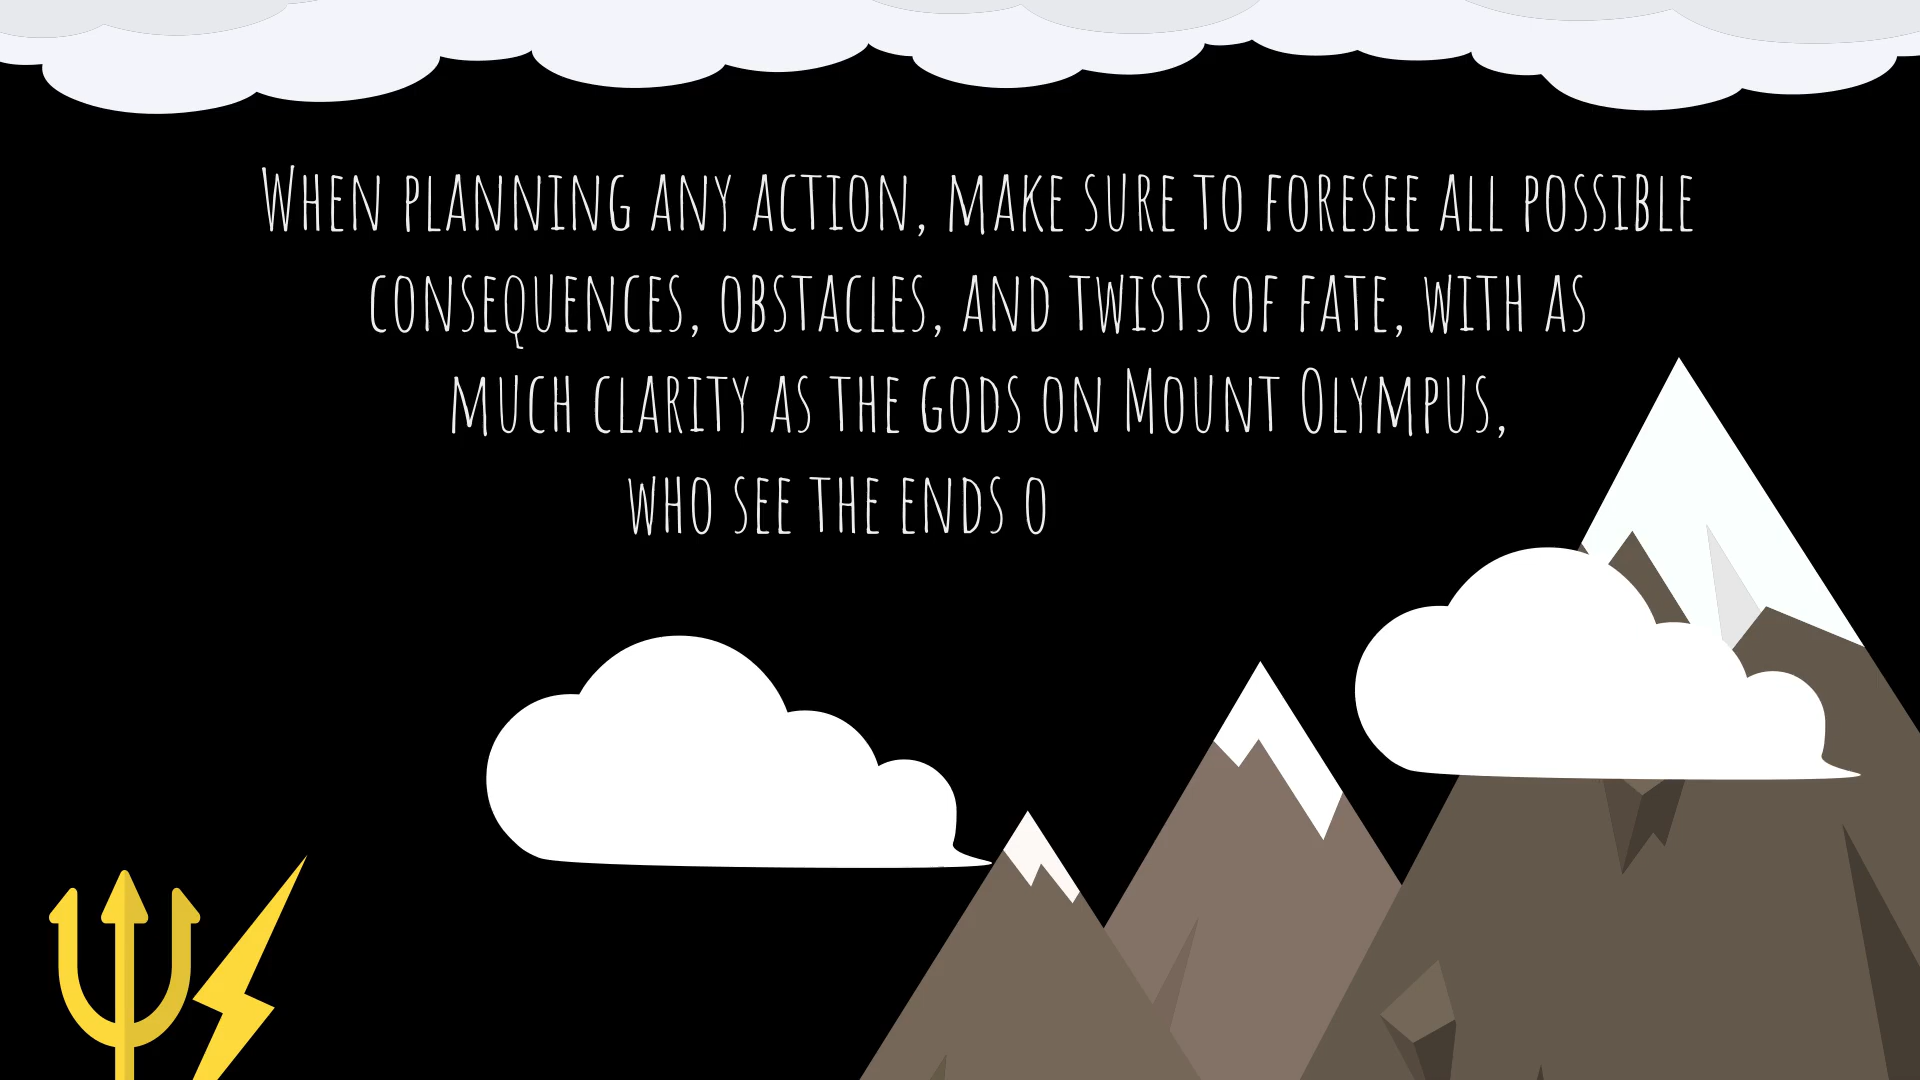 When planning any action, make sure to foresee all possible
consequences, obstacles, and twists of fate, with as
much clarity as the gods on Mount Olympus,
who see the ends o